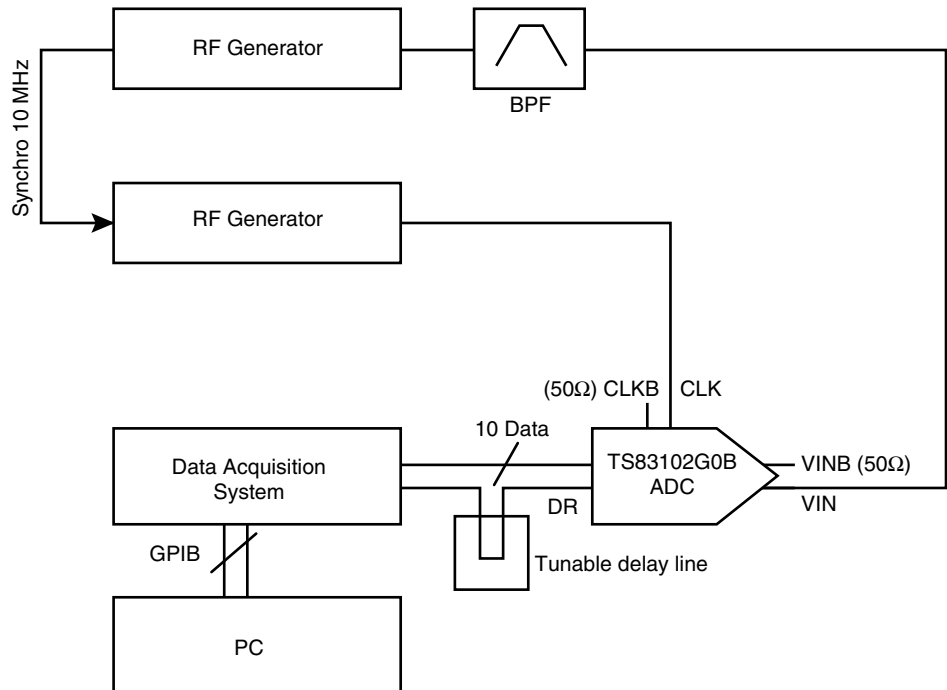 RF Generator
BPF
Synchro 10 MHz
RF Generator
(50Ω) CLKB
CLK
10 Data
Data Acquisition
System
TS83102G0B
ADC
VINB (50Ω)
VIN
DR
GPIB
Tunable delay line
PC